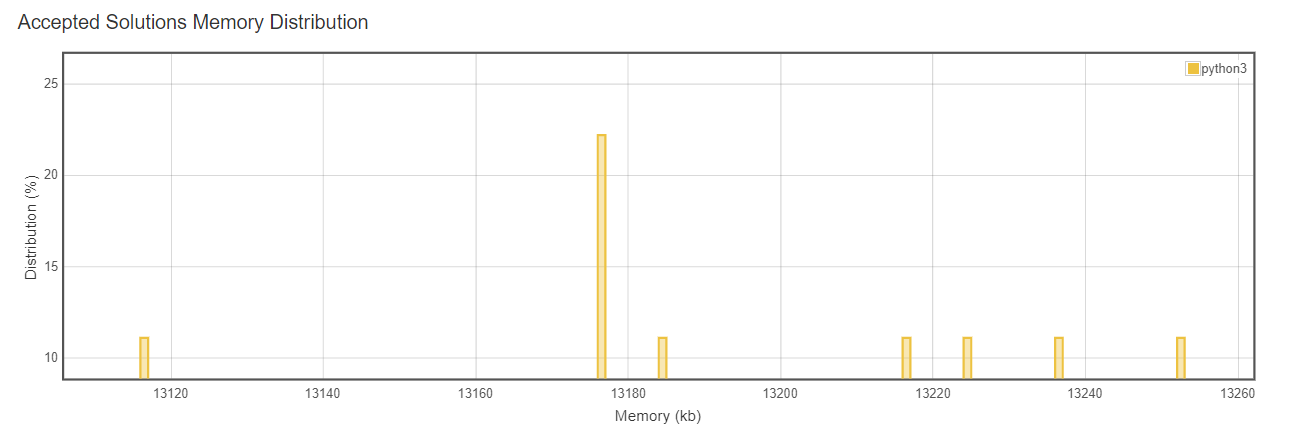 Accepted Solutions Memory Distribution
python3
25
20
15
10
Distribution (%)
13120 13140 13160 13180 13200 13220 13240 13260
Memory (kb)